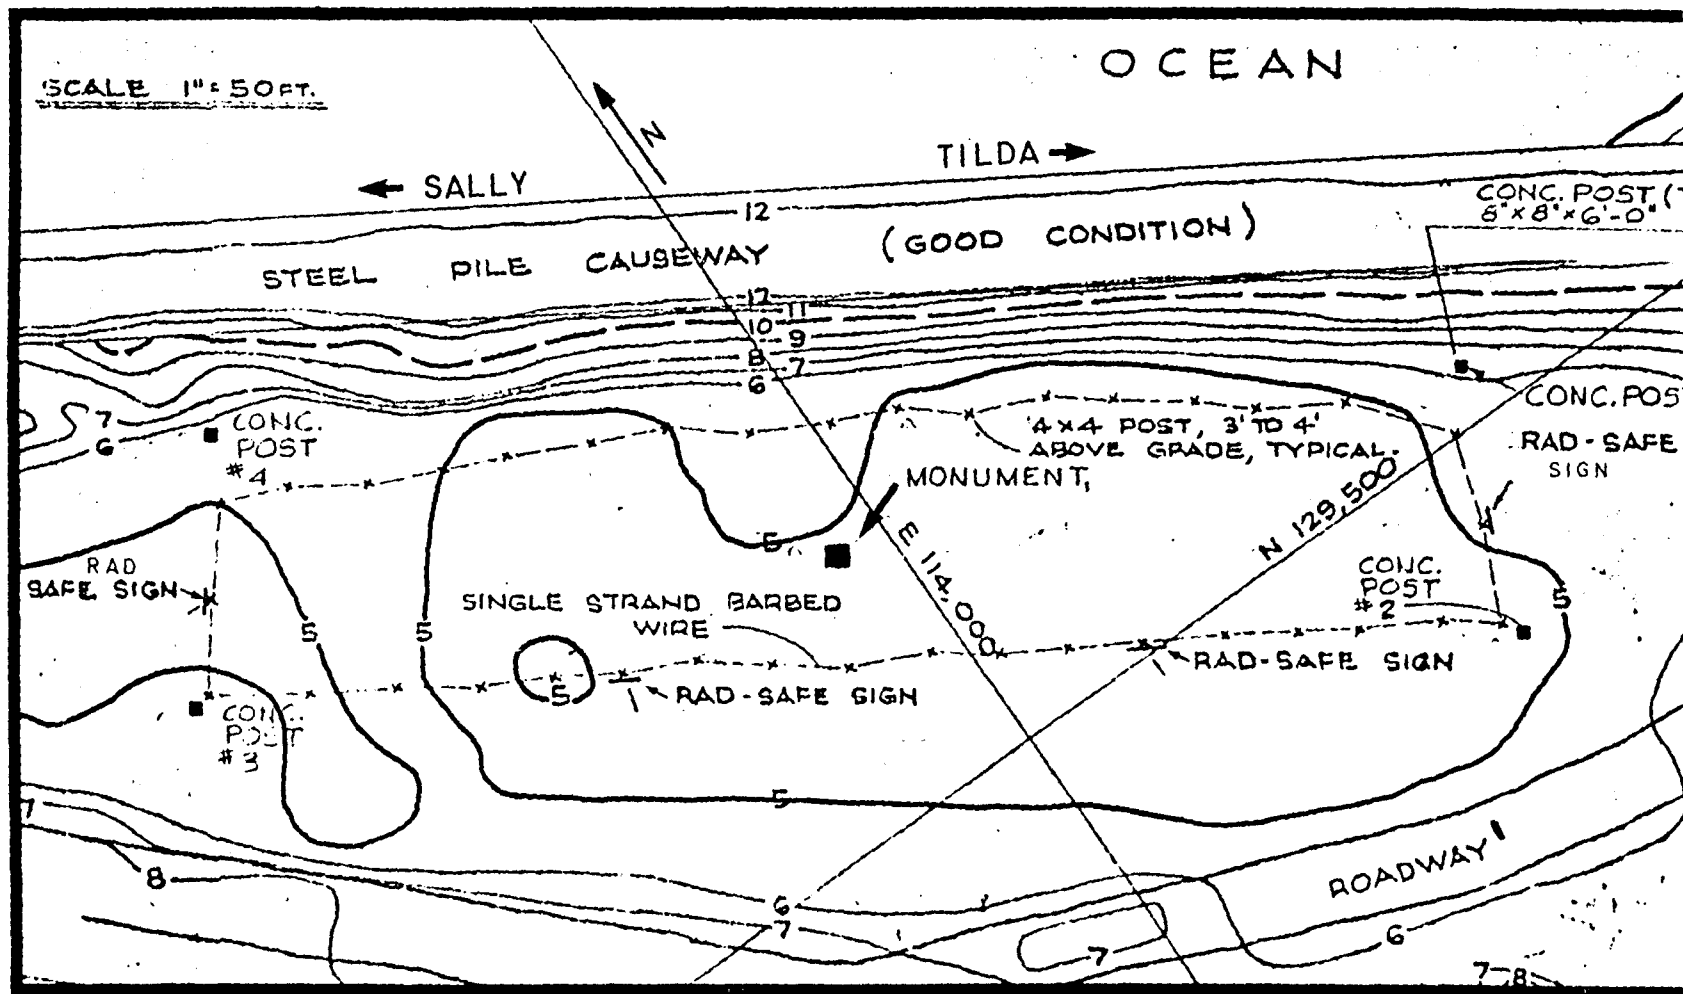 OCEAN
SCALE 1"=50FT.
N
TILDA
SALLY
CONC. POST (
8"x8"x6'-0"
12
(GOOD CONDITION)
STEEL PILE CAUSEWAY
12
11
10
9
8
7
6
7
6
CONC.
POST
#4
CONC. POS
4x4 POST, 3' TO 4'
ABOVE GRADE, TYPICAL.
RAD-SAFE
SIGN
MONUMENT
N 129,500
E 114,000
5
RAD
SAFE SIGN
CONC.
POST
#2
5
5
5
SINGLE STRAND BARBED
WIRE
RAD-SAFE SIGN
5
RAD-SAFE SIGN
CONC.
POST
#3
5
7
8
ROADWAY
6
7
7
6
7
8